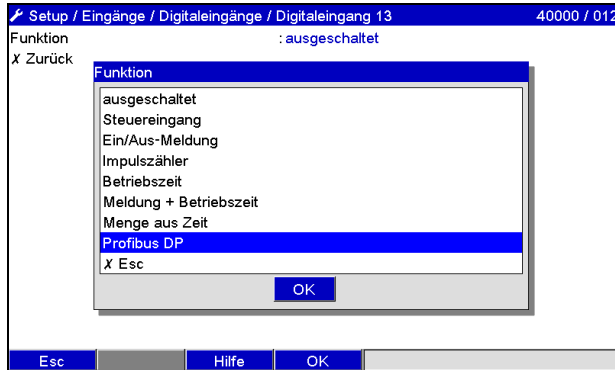 Setup / Eingänge / Digitaleingänge / Digitaleingang 13 40000 / 012
Funktion : ausgeschaltet
✗ Zurück
Funktion
ausgeschaltet
Steuereingang
Ein/Aus-Meldung
Impulszähler
Betriebszeit
Meldung + Betriebszeit
Menge aus Zeit
Profibus DP
✗ Esc
OK
Esc Hilfe OK